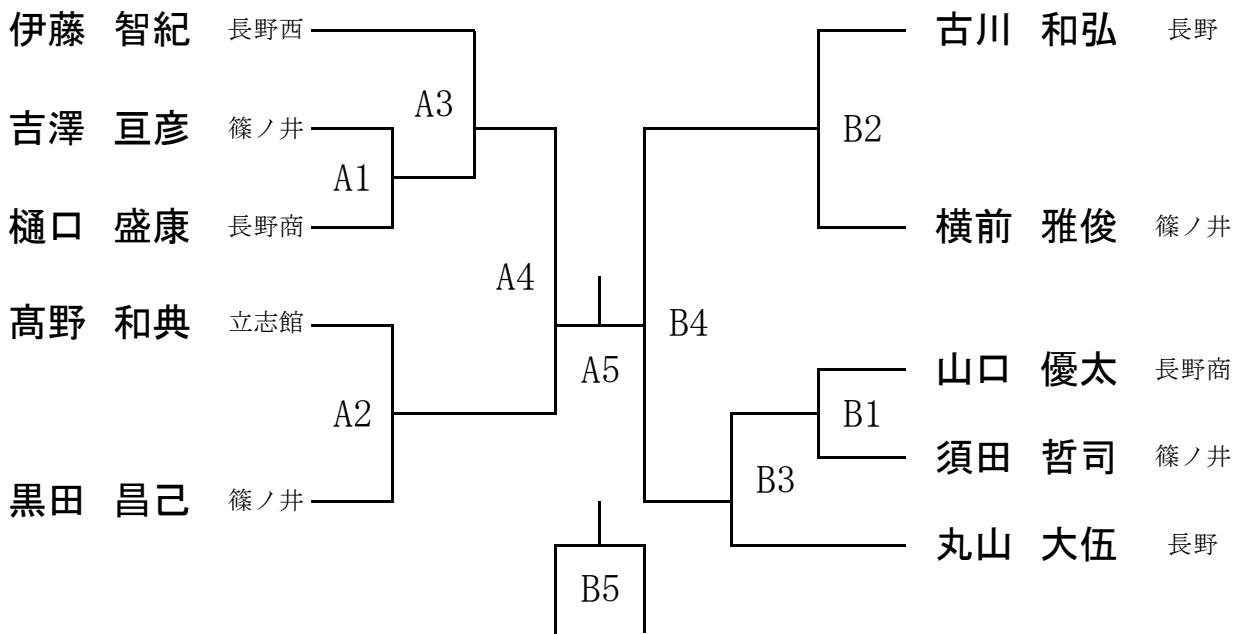 伊藤 智紀 長野西
吉澤 亘彦 篠ノ井
樋口 盛康 長野商
髙野 和典 立志館
黒田 昌己 篠ノ井
A3
A1
A4
A2
A5
B5
B4
B2
B1
B3
古川 和弘 長野
横前 雅俊 篠ノ井
山口 優太 長野商
須田 哲司 篠ノ井
丸山 大伍 長野